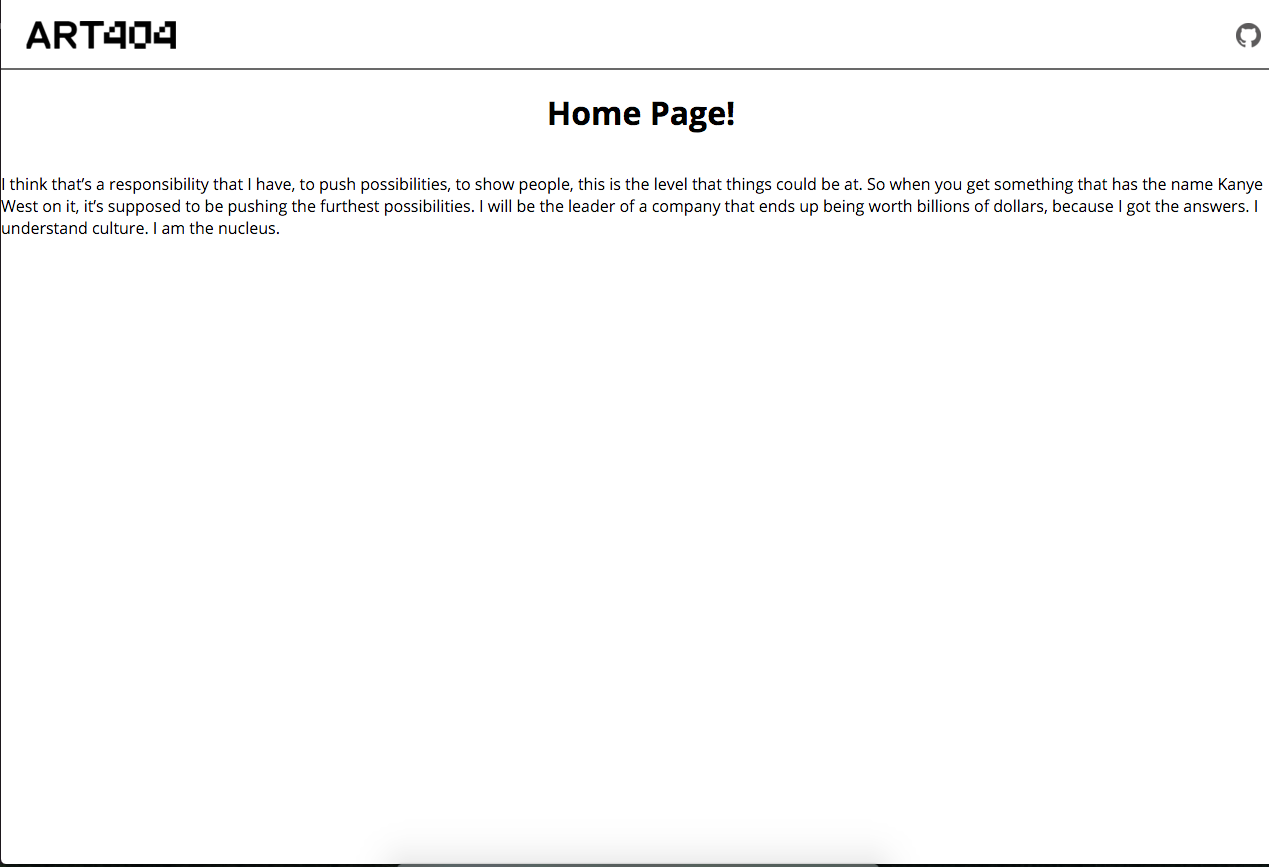 ART404
Home Page!
I think that’s a responsibility that I have, to push possibilities, to show people, this is the level that things could be at. So when you get something that has the name Kanye
West on it, it’s supposed to be pushing the furthest possibilities. I will be the leader of a company that ends up being worth billions of dollars, because I got the answers. I
understand culture. I am the nucleus.